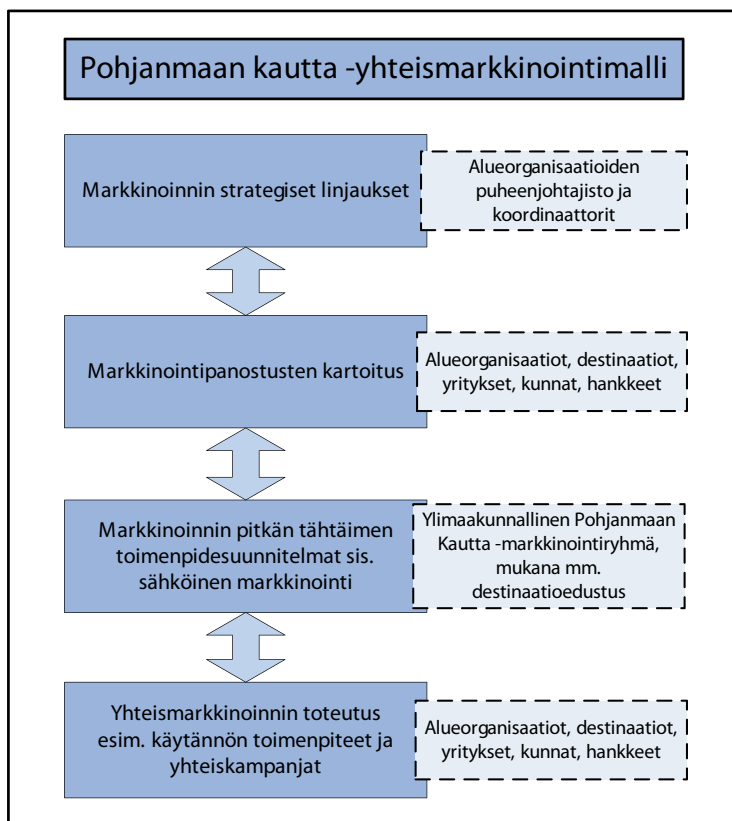 Pohjanmaan kautta -yhteismarkkinointimalli
Markkinoinnin strategiset linjaukset
Alueorganisaatioiden
puheenjohtajisto ja
koordinaattorit
Markkinointipanostusten kartoitus
Alueorganisaatiot, destinaatiot,
yritykset, kunnat, hankkeet
Markkinoinnin pitkän tähtäimen
toimenpidesuunnitelmat sis.
sähköinen markkinointi
Ylimaakunnallinen Pohjanmaan
Kautta -markkinointiryhmä,
mukana mm.
destinaatioedustus
Yhteismarkkinoinnin toteutus
esim. käytännön toimenpiteet ja
yhteiskampanjat
Alueorganisaatiot, destinaatiot,
yritykset, kunnat, hankkeet